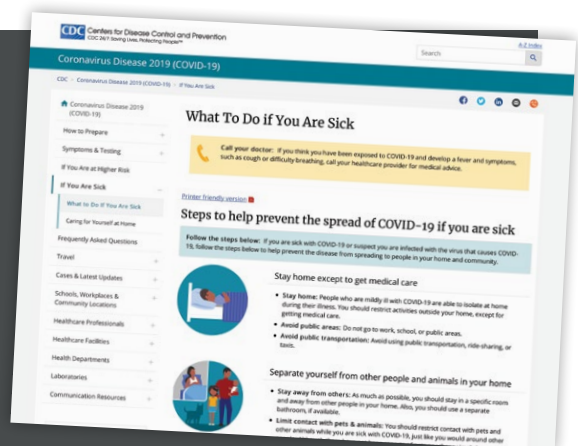 CDC Centers for Disease Control and Prevention
CDC 24/7: Saving Lives, Protecting People™
A-Z Index
Search
Coronavirus Disease 2019 (COVID-19)
CDC > Coronavirus Disease 2019 (COVID-19) > If You Are Sick
Coronavirus Disease 2019
(COVID-19)
How to Prepare +
Symptoms & Testing +
If You Are at Higher Risk
If You Are Sick –
What to Do if You Are Sick
Caring for Yourself at Home
Frequently Asked Questions
Travel +
Cases & Latest Updates +
Schools, Workplaces & +
Community Locations
Healthcare Professionals +
Healthcare Facilities +
Health Departments +
Laboratories +
Communication Resources +
What To Do if You Are Sick
Call your doctor: If you think you have been exposed to COVID-19 and develop a fever and symptoms,
such as cough or difficulty breathing, call your healthcare provider for medical advice.
Printer friendly version
Steps to help prevent the spread of COVID-19 if you are sick
Follow the steps below: If you are sick with COVID-19 or suspect you are infected with the virus that causes COVID-
19, follow the steps below to help prevent the disease from spreading to people in your home and community.
Stay home except to get medical care
• Stay home: People who are mildly ill with COVID-19 are able to isolate at home
during their illness. You should restrict activities outside your home, except for
getting medical care.
• Avoid public areas: Do not go to work, school, or public areas.
• Avoid public transportation: Avoid using public transportation, ride-sharing, or
taxis.
Separate yourself from other people and animals in your home
• Stay away from others: As much as possible, you should stay in a specific room
and away from other people in your home. Also, you should use a separate
bathroom, if available.
• Limit contact with pets & animals: You should restrict contact with pets and
other animals while you are sick with COVID-19, just like you would around other